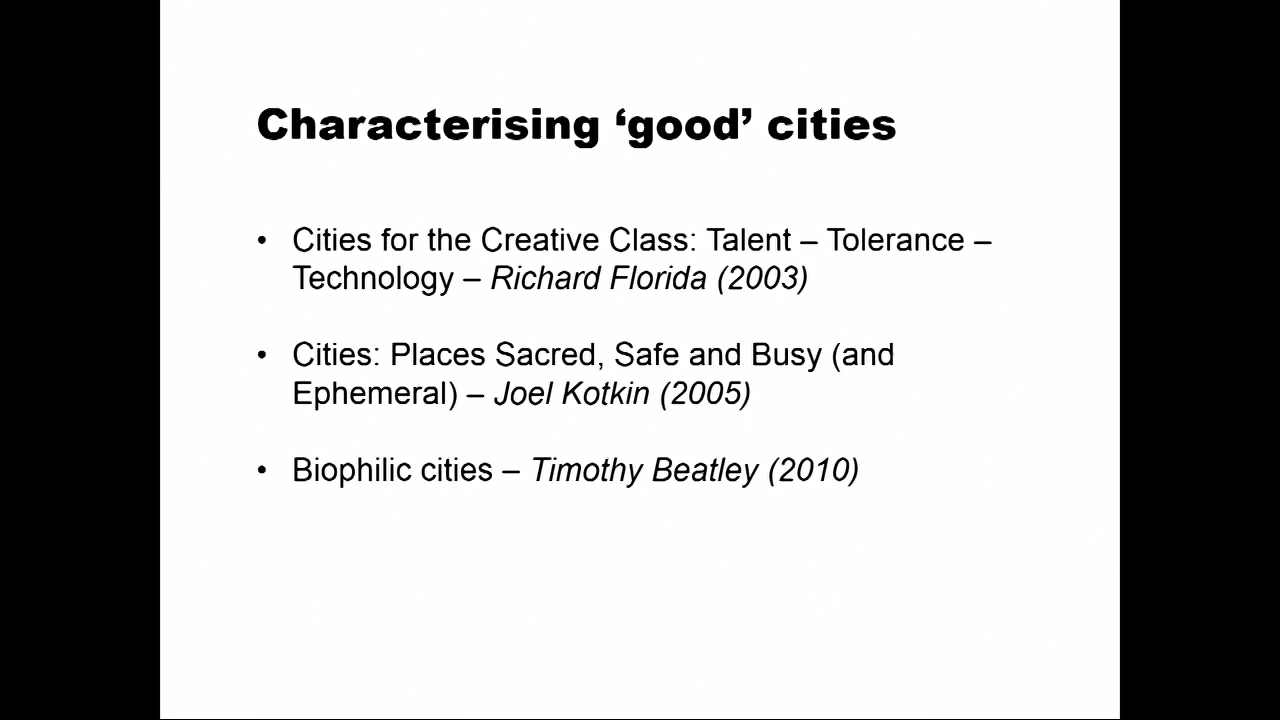 Characterising ‘good’ cities
• Cities for the Creative Class: Talent – Tolerance –
Technology – Richard Florida (2003)
• Cities: Places Sacred, Safe and Busy (and
Ephemeral) – Joel Kotkin (2005)
• Biophilic cities – Timothy Beatley (2010)